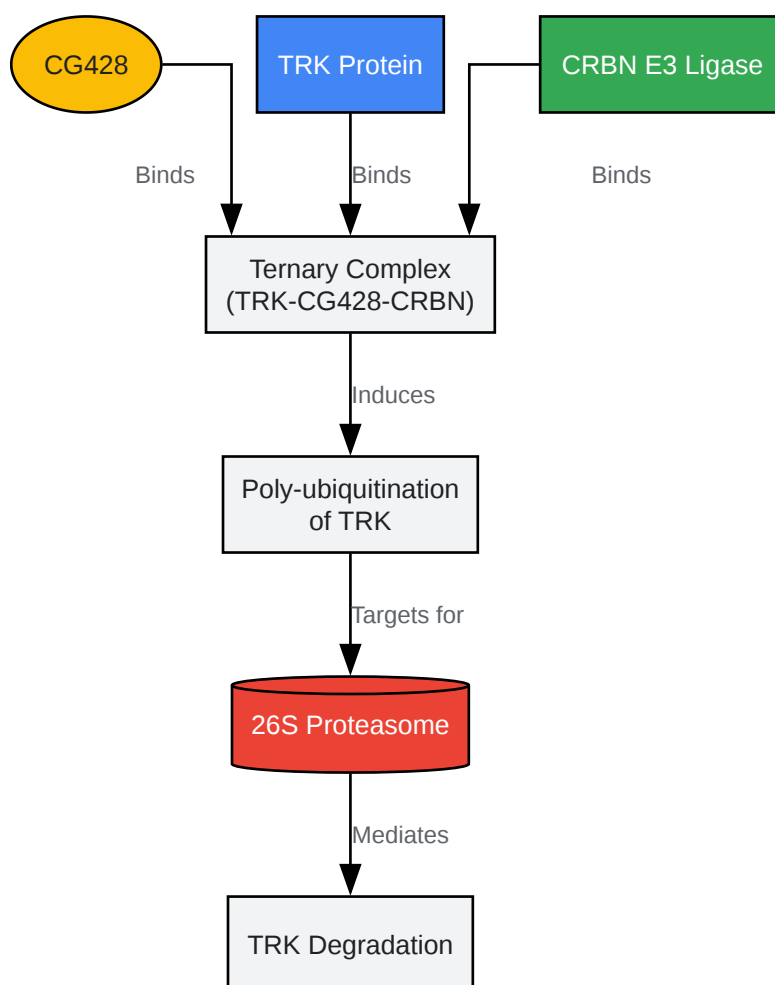 CG428
TRK Protein
CRBN E3 Ligase
Binds
Binds
Binds
Ternary Complex
(TRK-CG428-CRBN)
Induces
Poly-ubiquitination
of TRK
Targets for
26S Proteasome
Mediates
TRK Degradation